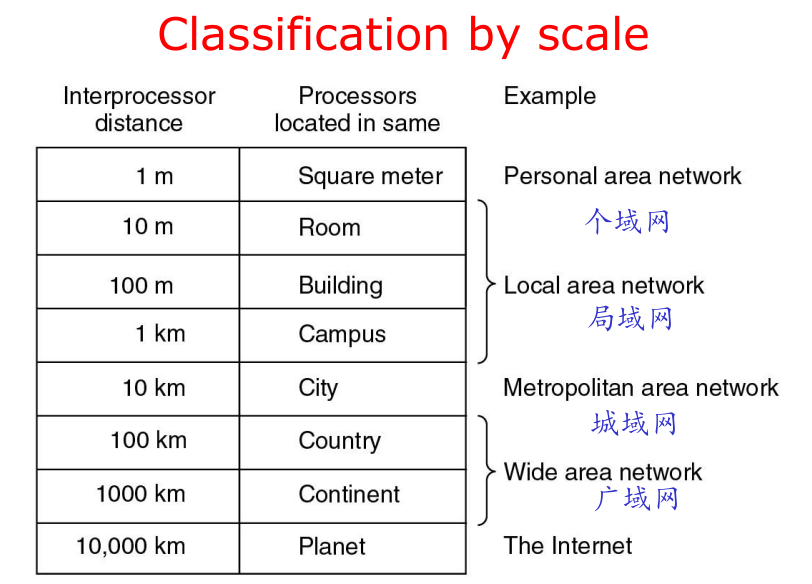 Classification by scale
Interprocessor distance
Processors located in same
Example
1 m Square meter Personal area network
个域网
10 m Room
100 m Building Local area network
局域网
1 km Campus
10 km City Metropolitan area network
城域网
100 km Country
Wide area network
1000 km Continent
广域网
10,000 km Planet The Internet